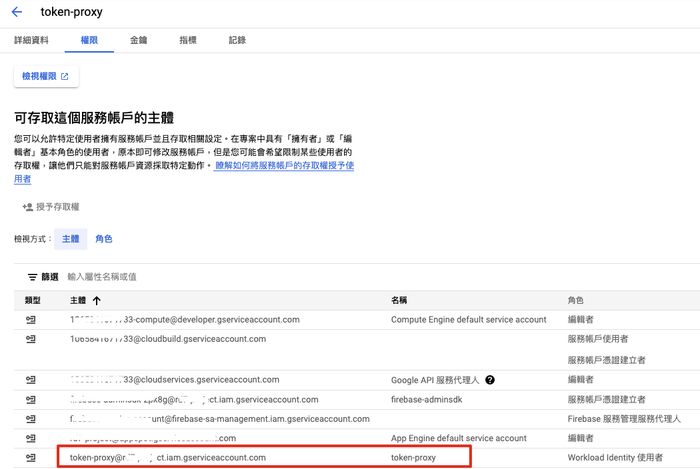 token-proxy
詳細資料 權限 金鑰 指標 記錄
檢視權限
可存取這個服務帳戶的主體
您可以允許特定使用者擁有服務帳戶並且存取相關設定。在專案中具有「擁有者」或「編
輯者」基本角色的使用者,原本即可修改服務帳戶,但是您可能會希望限制某些使用者的
存取權,讓他們只能對服務帳戶資源採取特定動作。 瞭解如何將服務帳戶的存取權授予使
用者
授予存取權
檢視方式: 主體 角色
篩選 輸入屬性名稱或值
類型 主體 名稱 角色
33-compute@developer.gserviceaccount.com Compute Engine default service account 編輯者
33@cloudbuild.gserviceaccount.com 服務帳戶使用者
服務帳戶憑證建立者
33@cloudservices.gserviceaccount.com Google API 服務代理人 編輯者
ct.iam.gserviceaccount.com firebase-adminsdk 服務帳戶憑證建立者
ount@firebase-sa-management.iam.gserviceaccount.com Firebase 服務管理服務代理人
.com App Engine default service account 編輯者
token-proxy@ ct.iam.gserviceaccount.com token-proxy Workload Identity 使用者